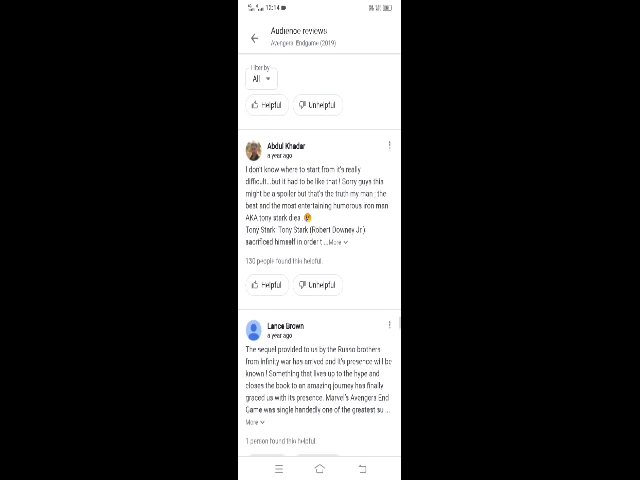 12:14
Audience reviews
Avengers: Endgame (2019)
Filter by
All
Helpful
Unhelpful
Abdul Khadar
a year ago
I don't know where to start from it's really
difficult...but it had to be like that ! Sorry guys this
might be a spoiler but that's the truth my man ; the
best and the most entertaining humorous iron man
AKA tony stark dies 
Tony Stark: Tony Stark (Robert Downey Jr.)
sacrificed himself in order t ...More
130 people found this helpful.
Helpful
Unhelpful
Lance Brown
a year ago
The sequel provided to us by the Russo brothers
from infinity war has arrived and it's presence will be
known ! Something that lives up to the hype and
closes the book to an amazing journey has finally
graced us with its presence. Marvel's Avengers End
Game was single handedly one of the greatest su ...
More
1 person found this helpful.